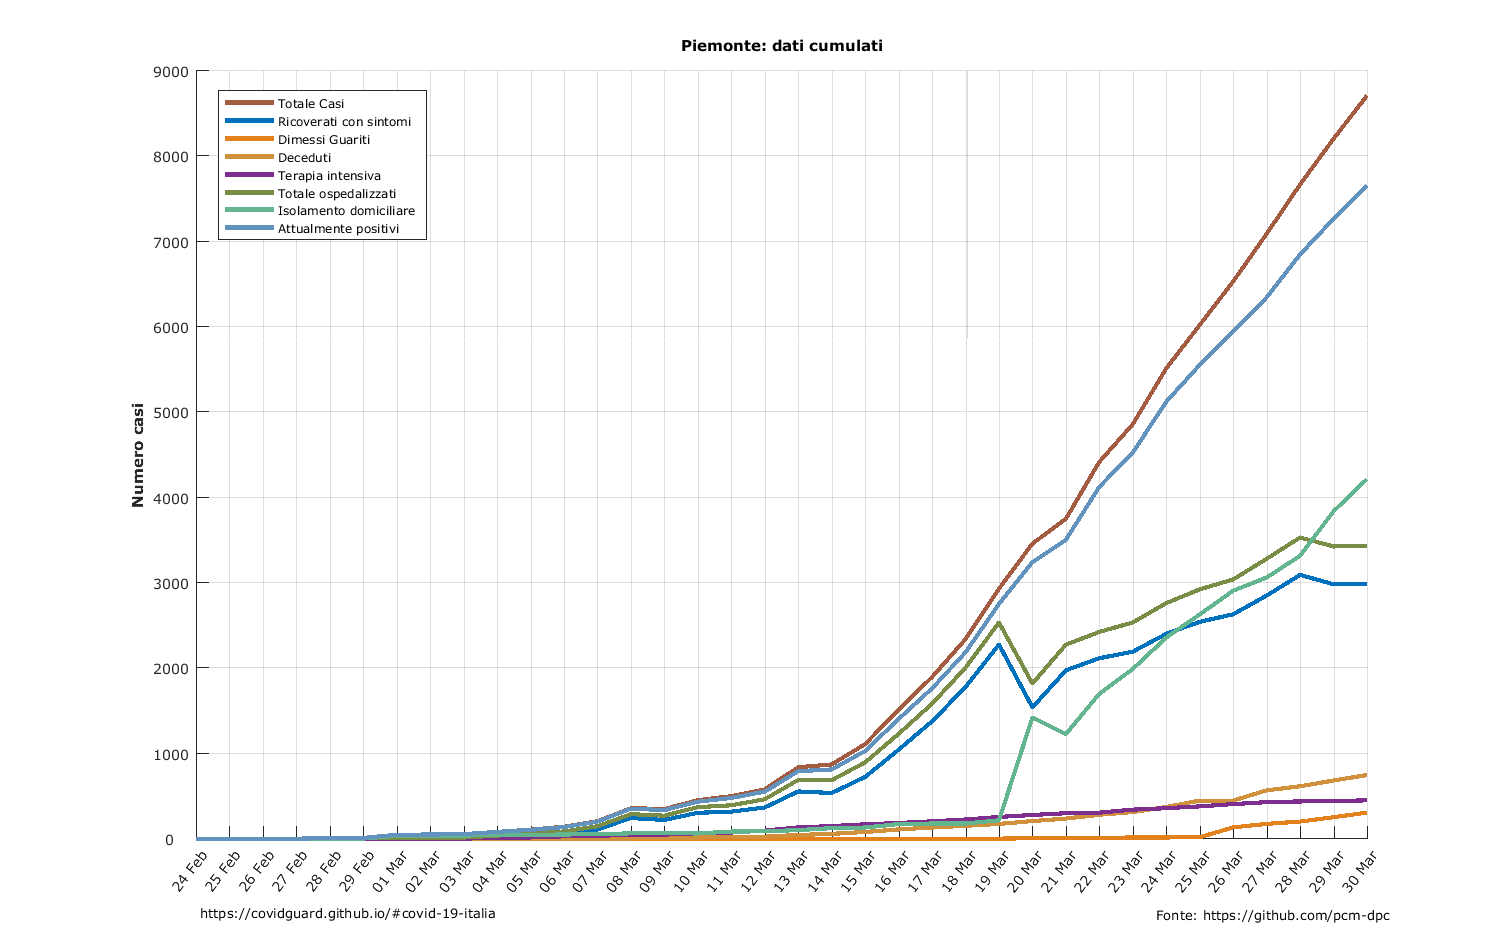 Piemonte: dati cumulati
9000
8000
7000
6000
5000
4000
3000
2000
1000
0
Numero casi
Totale Casi
Ricoverati con sintomi
Dimessi Guariti
Deceduti
Terapia intensiva
Totale ospedalizzati
Isolamento domiciliare
Attualmente positivi
24 Feb
25 Feb
26 Feb
27 Feb
28 Feb
29 Feb
01 Mar
02 Mar
03 Mar
04 Mar
05 Mar
06 Mar
07 Mar
08 Mar
09 Mar
10 Mar
11 Mar
12 Mar
13 Mar
14 Mar
15 Mar
16 Mar
17 Mar
18 Mar
19 Mar
20 Mar
21 Mar
22 Mar
23 Mar
24 Mar
25 Mar
26 Mar
27 Mar
28 Mar
29 Mar
30 Mar
https://covidguard.github.io/#covid-19-italia
Fonte: https://github.com/pcm-dpc